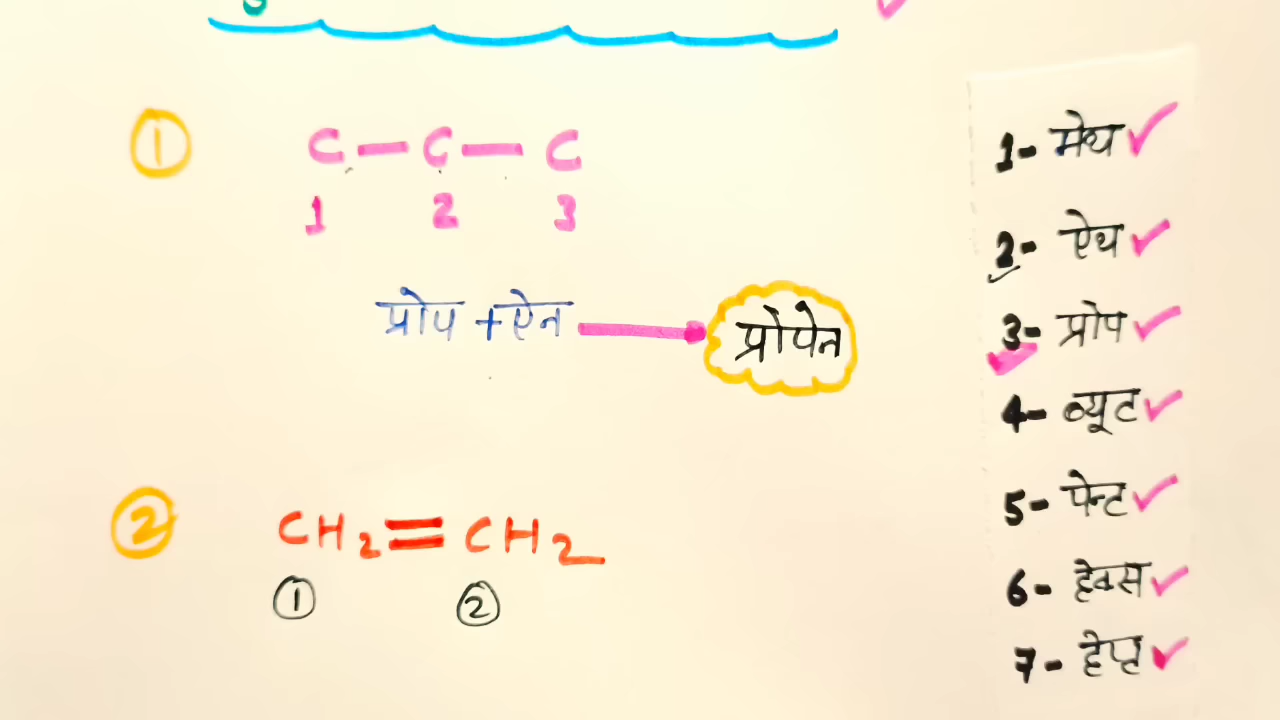 ①
C — C — C
1 2 3
प्रोप + ऐन
प्रोपेन
②
CH₂ = CH₂
① ②
1- मेथ ✓
2- ऐथ ✓
3- प्रोप ✓
4- ब्यूट ✓
5- पेन्ट ✓
6- हेक्स ✓
7- हेप्ट ✓